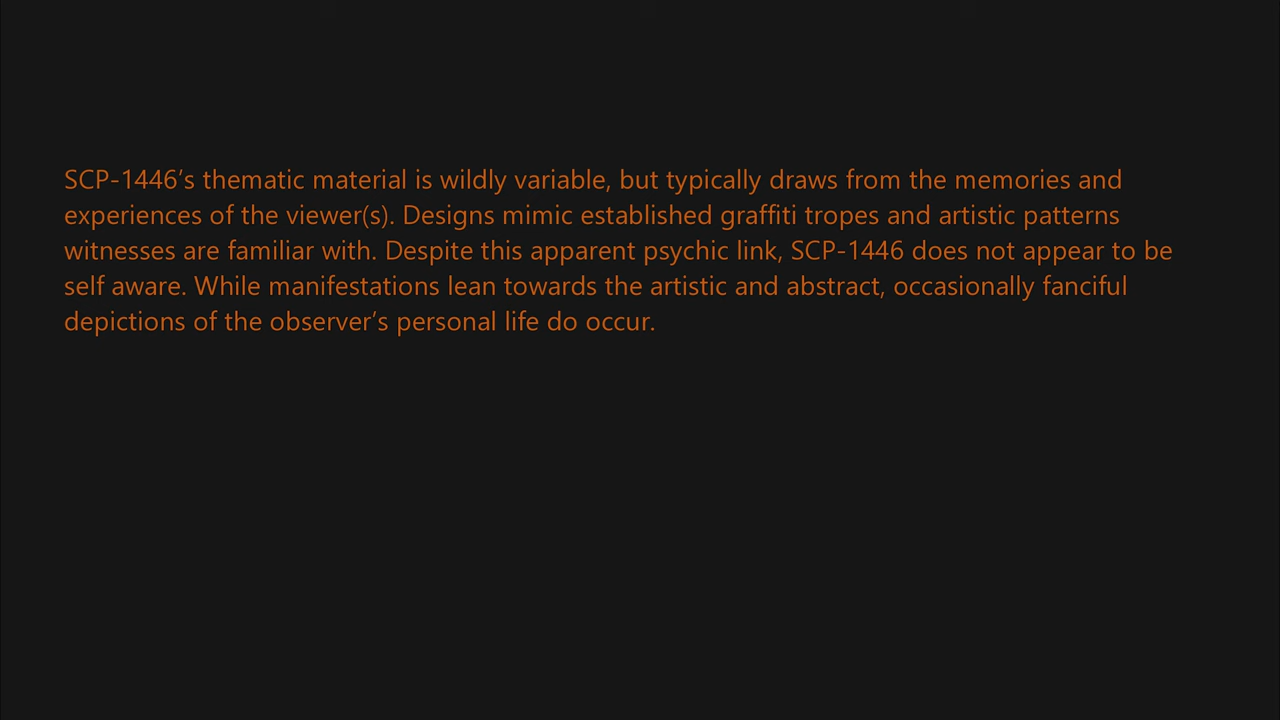 SCP-1446’s thematic material is wildly variable, but typically draws from the memories and
experiences of the viewer(s). Designs mimic established graffiti tropes and artistic patterns
witnesses are familiar with. Despite this apparent psychic link, SCP-1446 does not appear to be
self aware. While manifestations lean towards the artistic and abstract, occasionally fanciful
depictions of the observer’s personal life do occur.